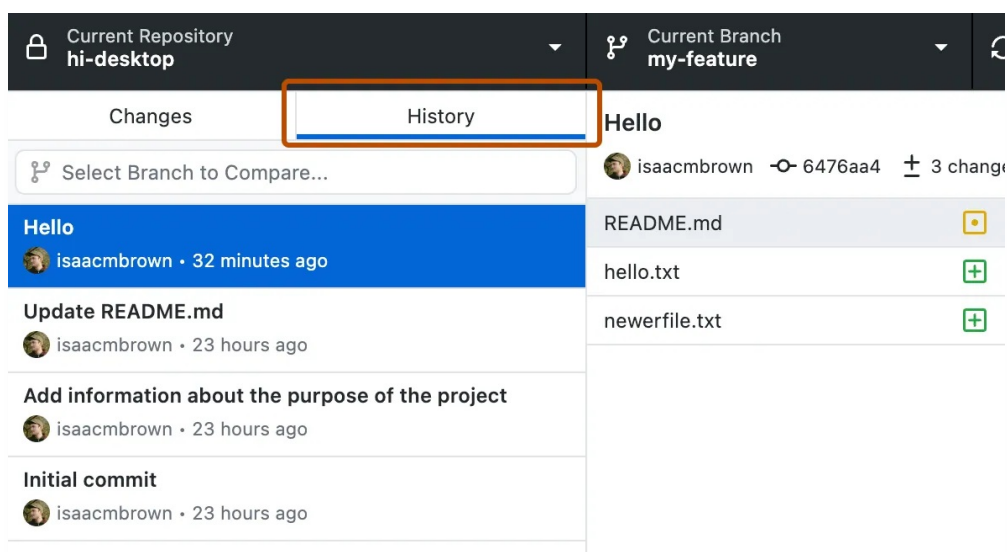 Current Repository
hi-desktop
Current Branch
my-feature
Changes
History
Select Branch to Compare...
Hello
isaacmbrown • 32 minutes ago
Update README.md
isaacmbrown • 23 hours ago
Add information about the purpose of the project
isaacmbrown • 23 hours ago
Initial commit
isaacmbrown • 23 hours ago
Hello
isaacmbrown 6476aa4 3 change
README.md
hello.txt
newerfile.txt